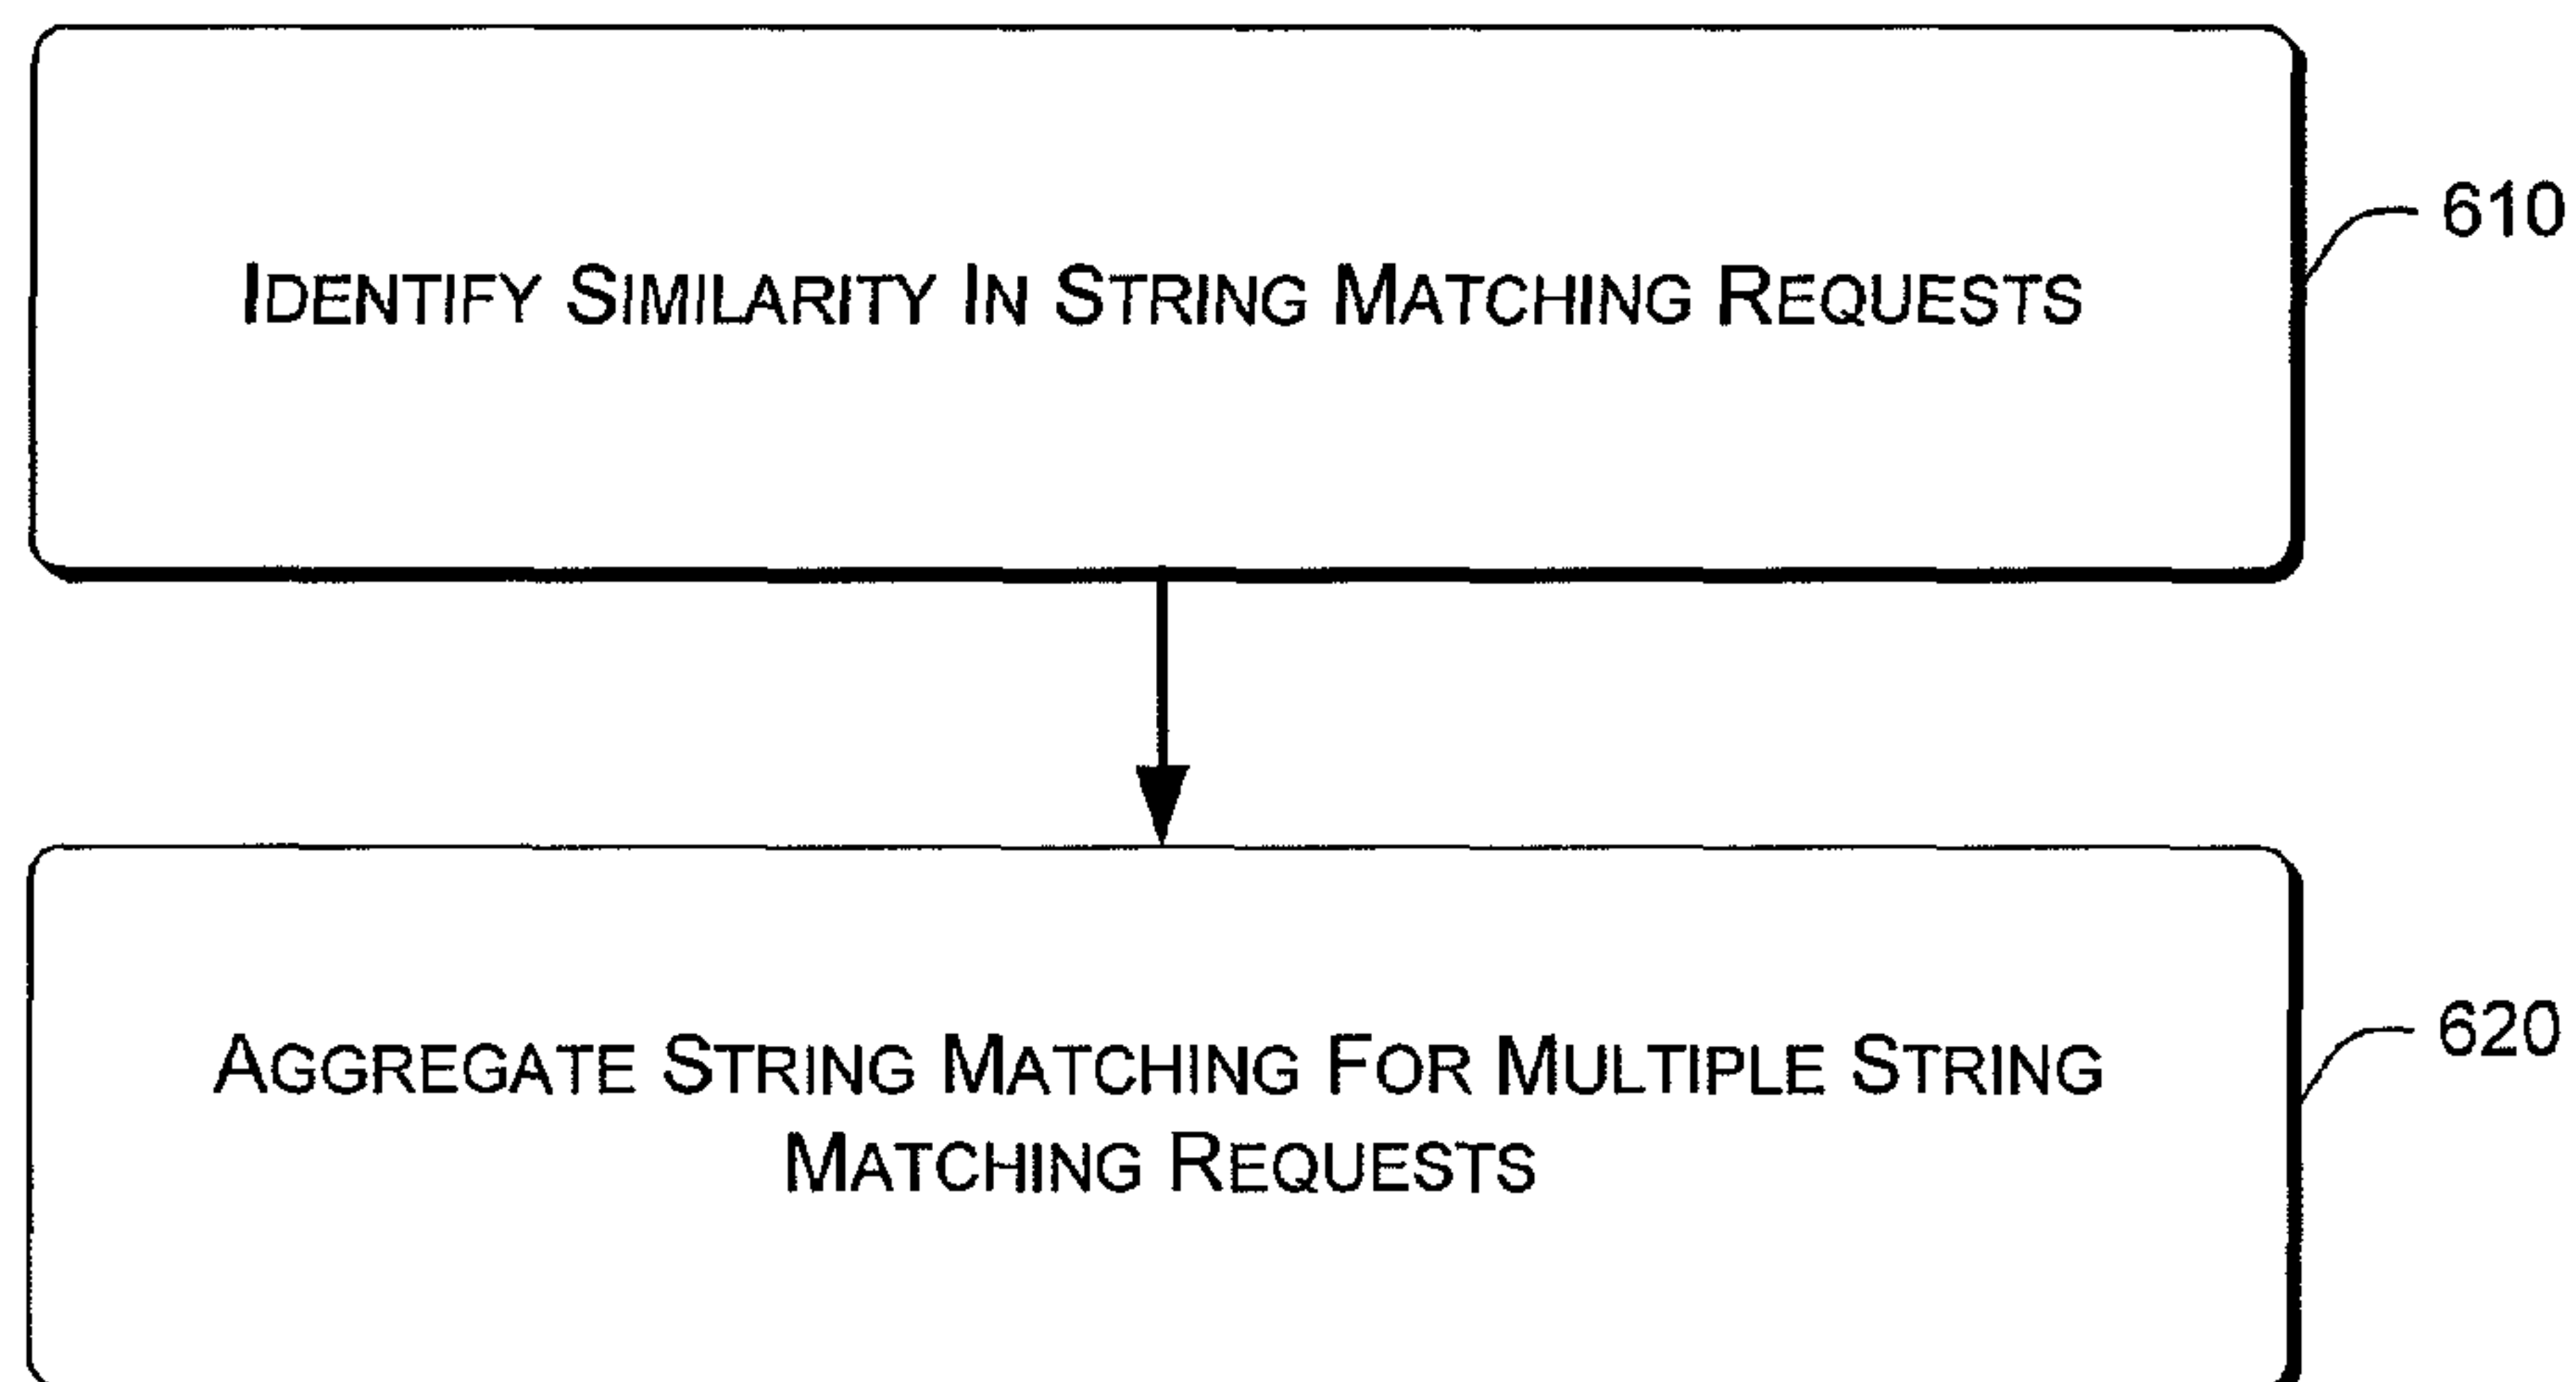 IDENTIFY SIMILARITY IN STRING MATCHING REQUESTS
610
AGGREGATE STRING MATCHING FOR MULTIPLE STRING
MATCHING REQUESTS
620